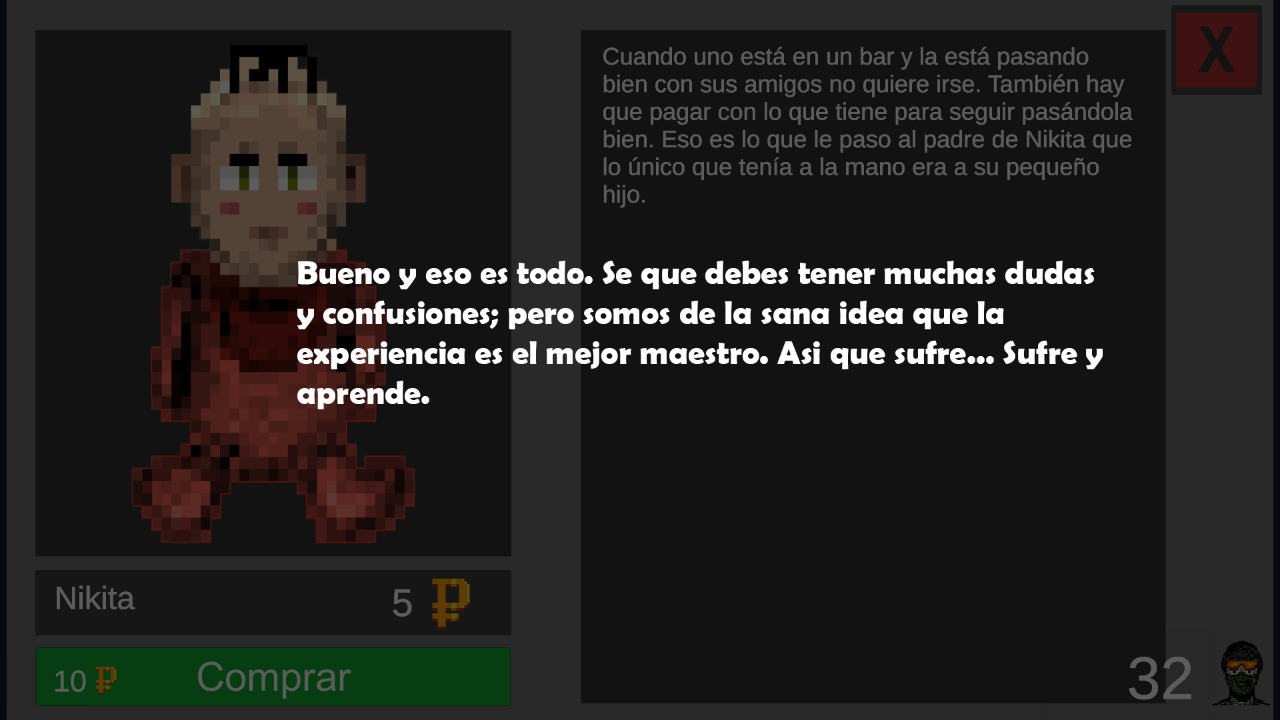 Cuando uno está en un bar y la está pasando
bien con sus amigos no quiere irse. También hay
que pagar con lo que tiene para seguir pasándola
bien. Eso es lo que le paso al padre de Nikita que
lo único que tenía a la mano era a su pequeño
hijo.
X
Bueno y eso es todo. Se que debes tener muchas dudas
y confusiones; pero somos de la sana idea que la
experiencia es el mejor maestro. Asi que sufre... Sufre y
aprende.
Nikita 5 ₽
10 ₽ Comprar
32